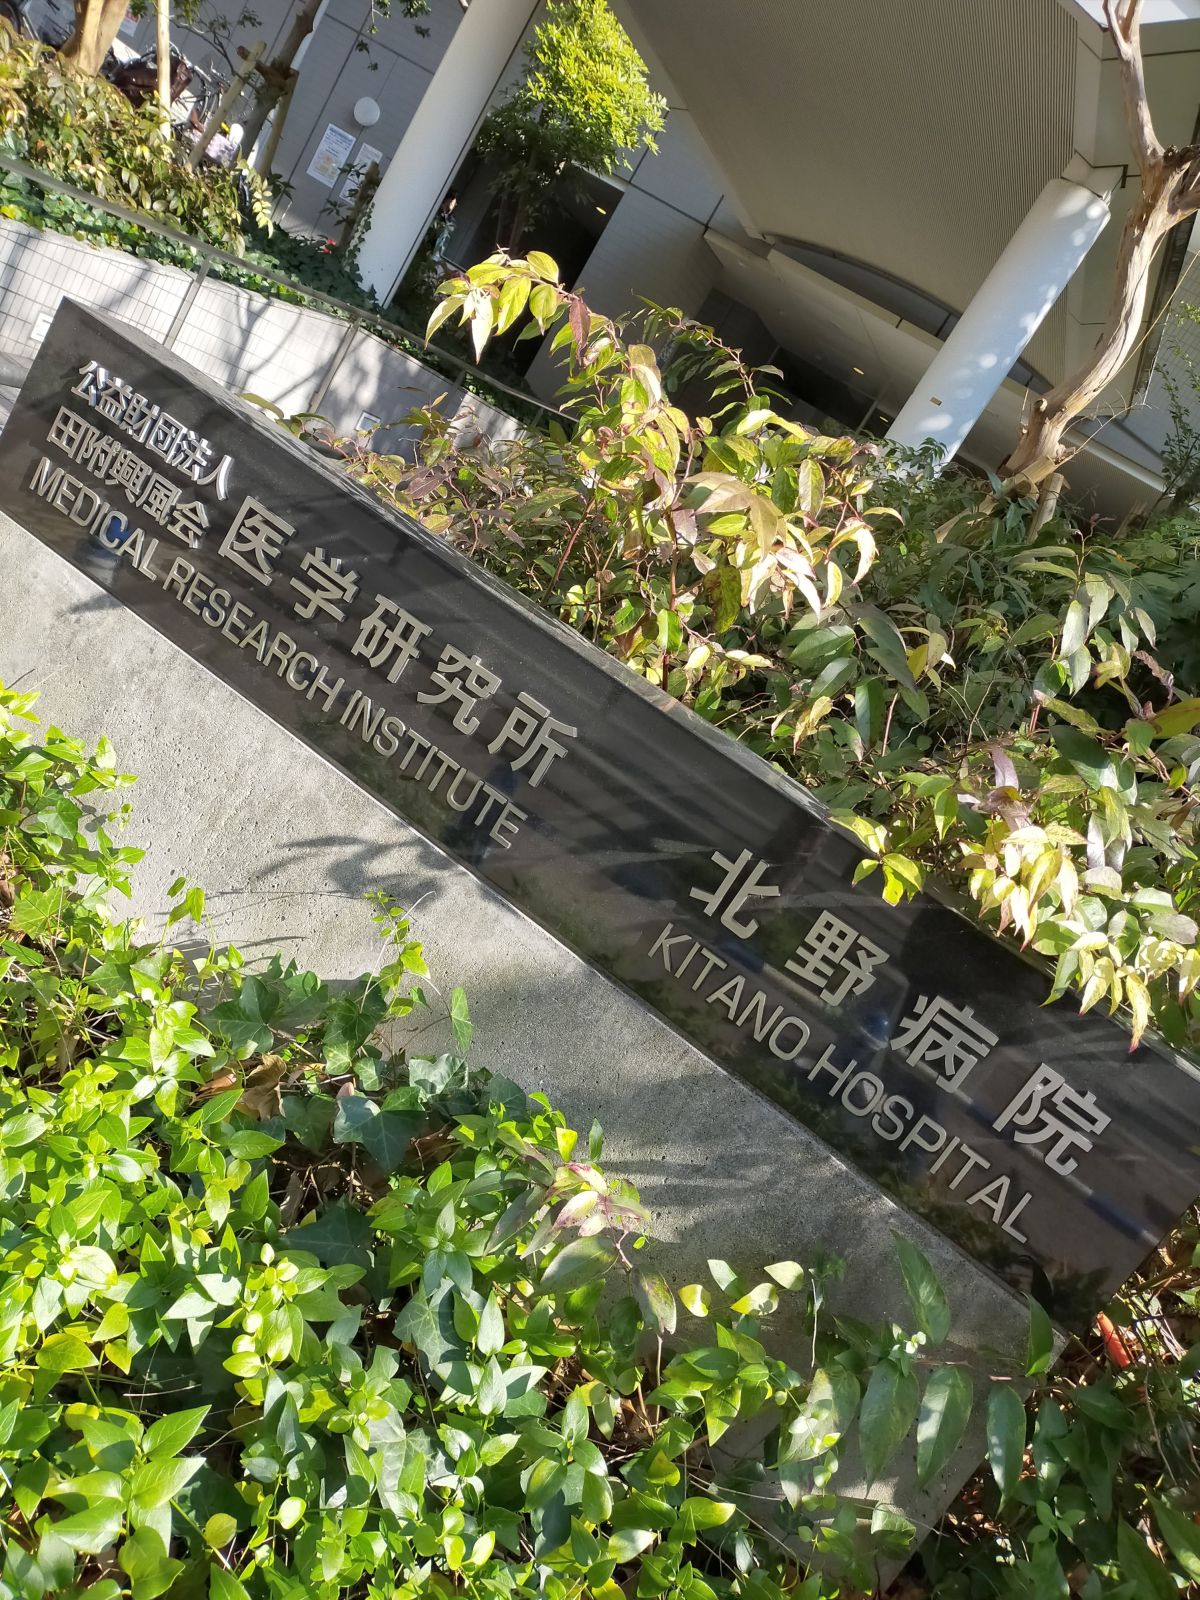 公益財団法人
田附興風会
医学研究所
MEDICAL RESEARCH INSTITUTE
北野病院
KITANO HOSPITAL